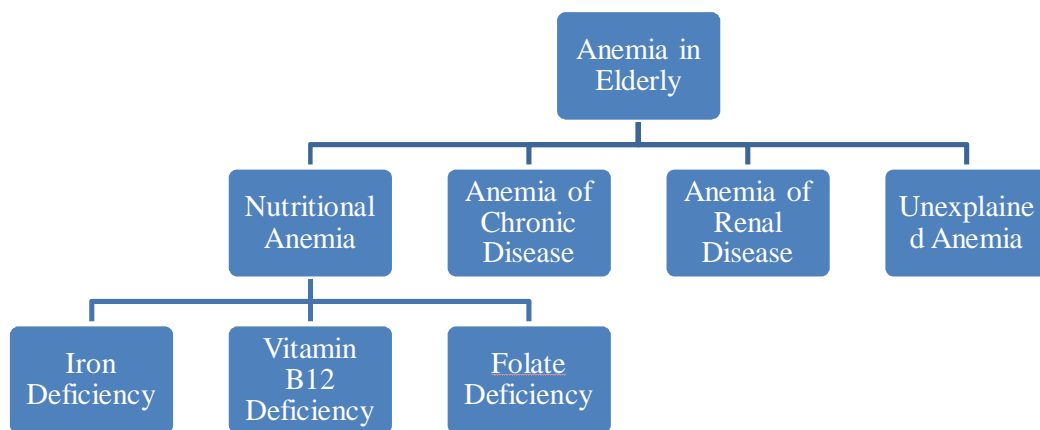 Anemia in
Elderly
Nutritional
Anemia
Anemia of
Chronic
Disease
Anemia of
Renal
Disease
Unexplaine
d Anemia
Iron
Deficiency
Vitamin
B12
Deficiency
Folate
Deficiency